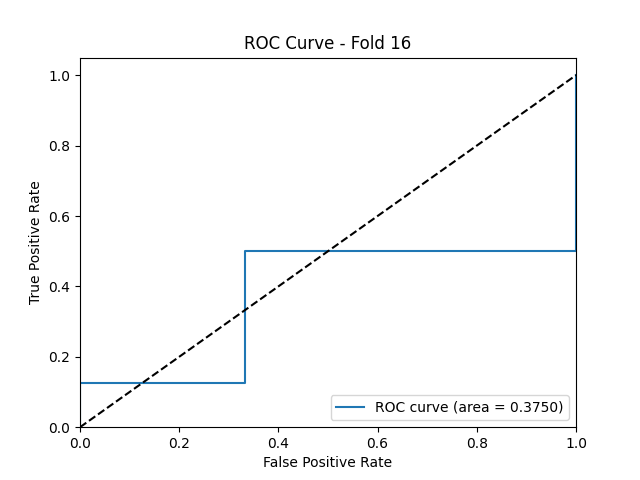 ROC Curve - Fold 16
True Positive Rate
1.0
0.8
0.6
0.4
0.2
0.0
0.0 0.2 0.4 0.6 0.8 1.0
False Positive Rate
ROC curve (area = 0.3750)